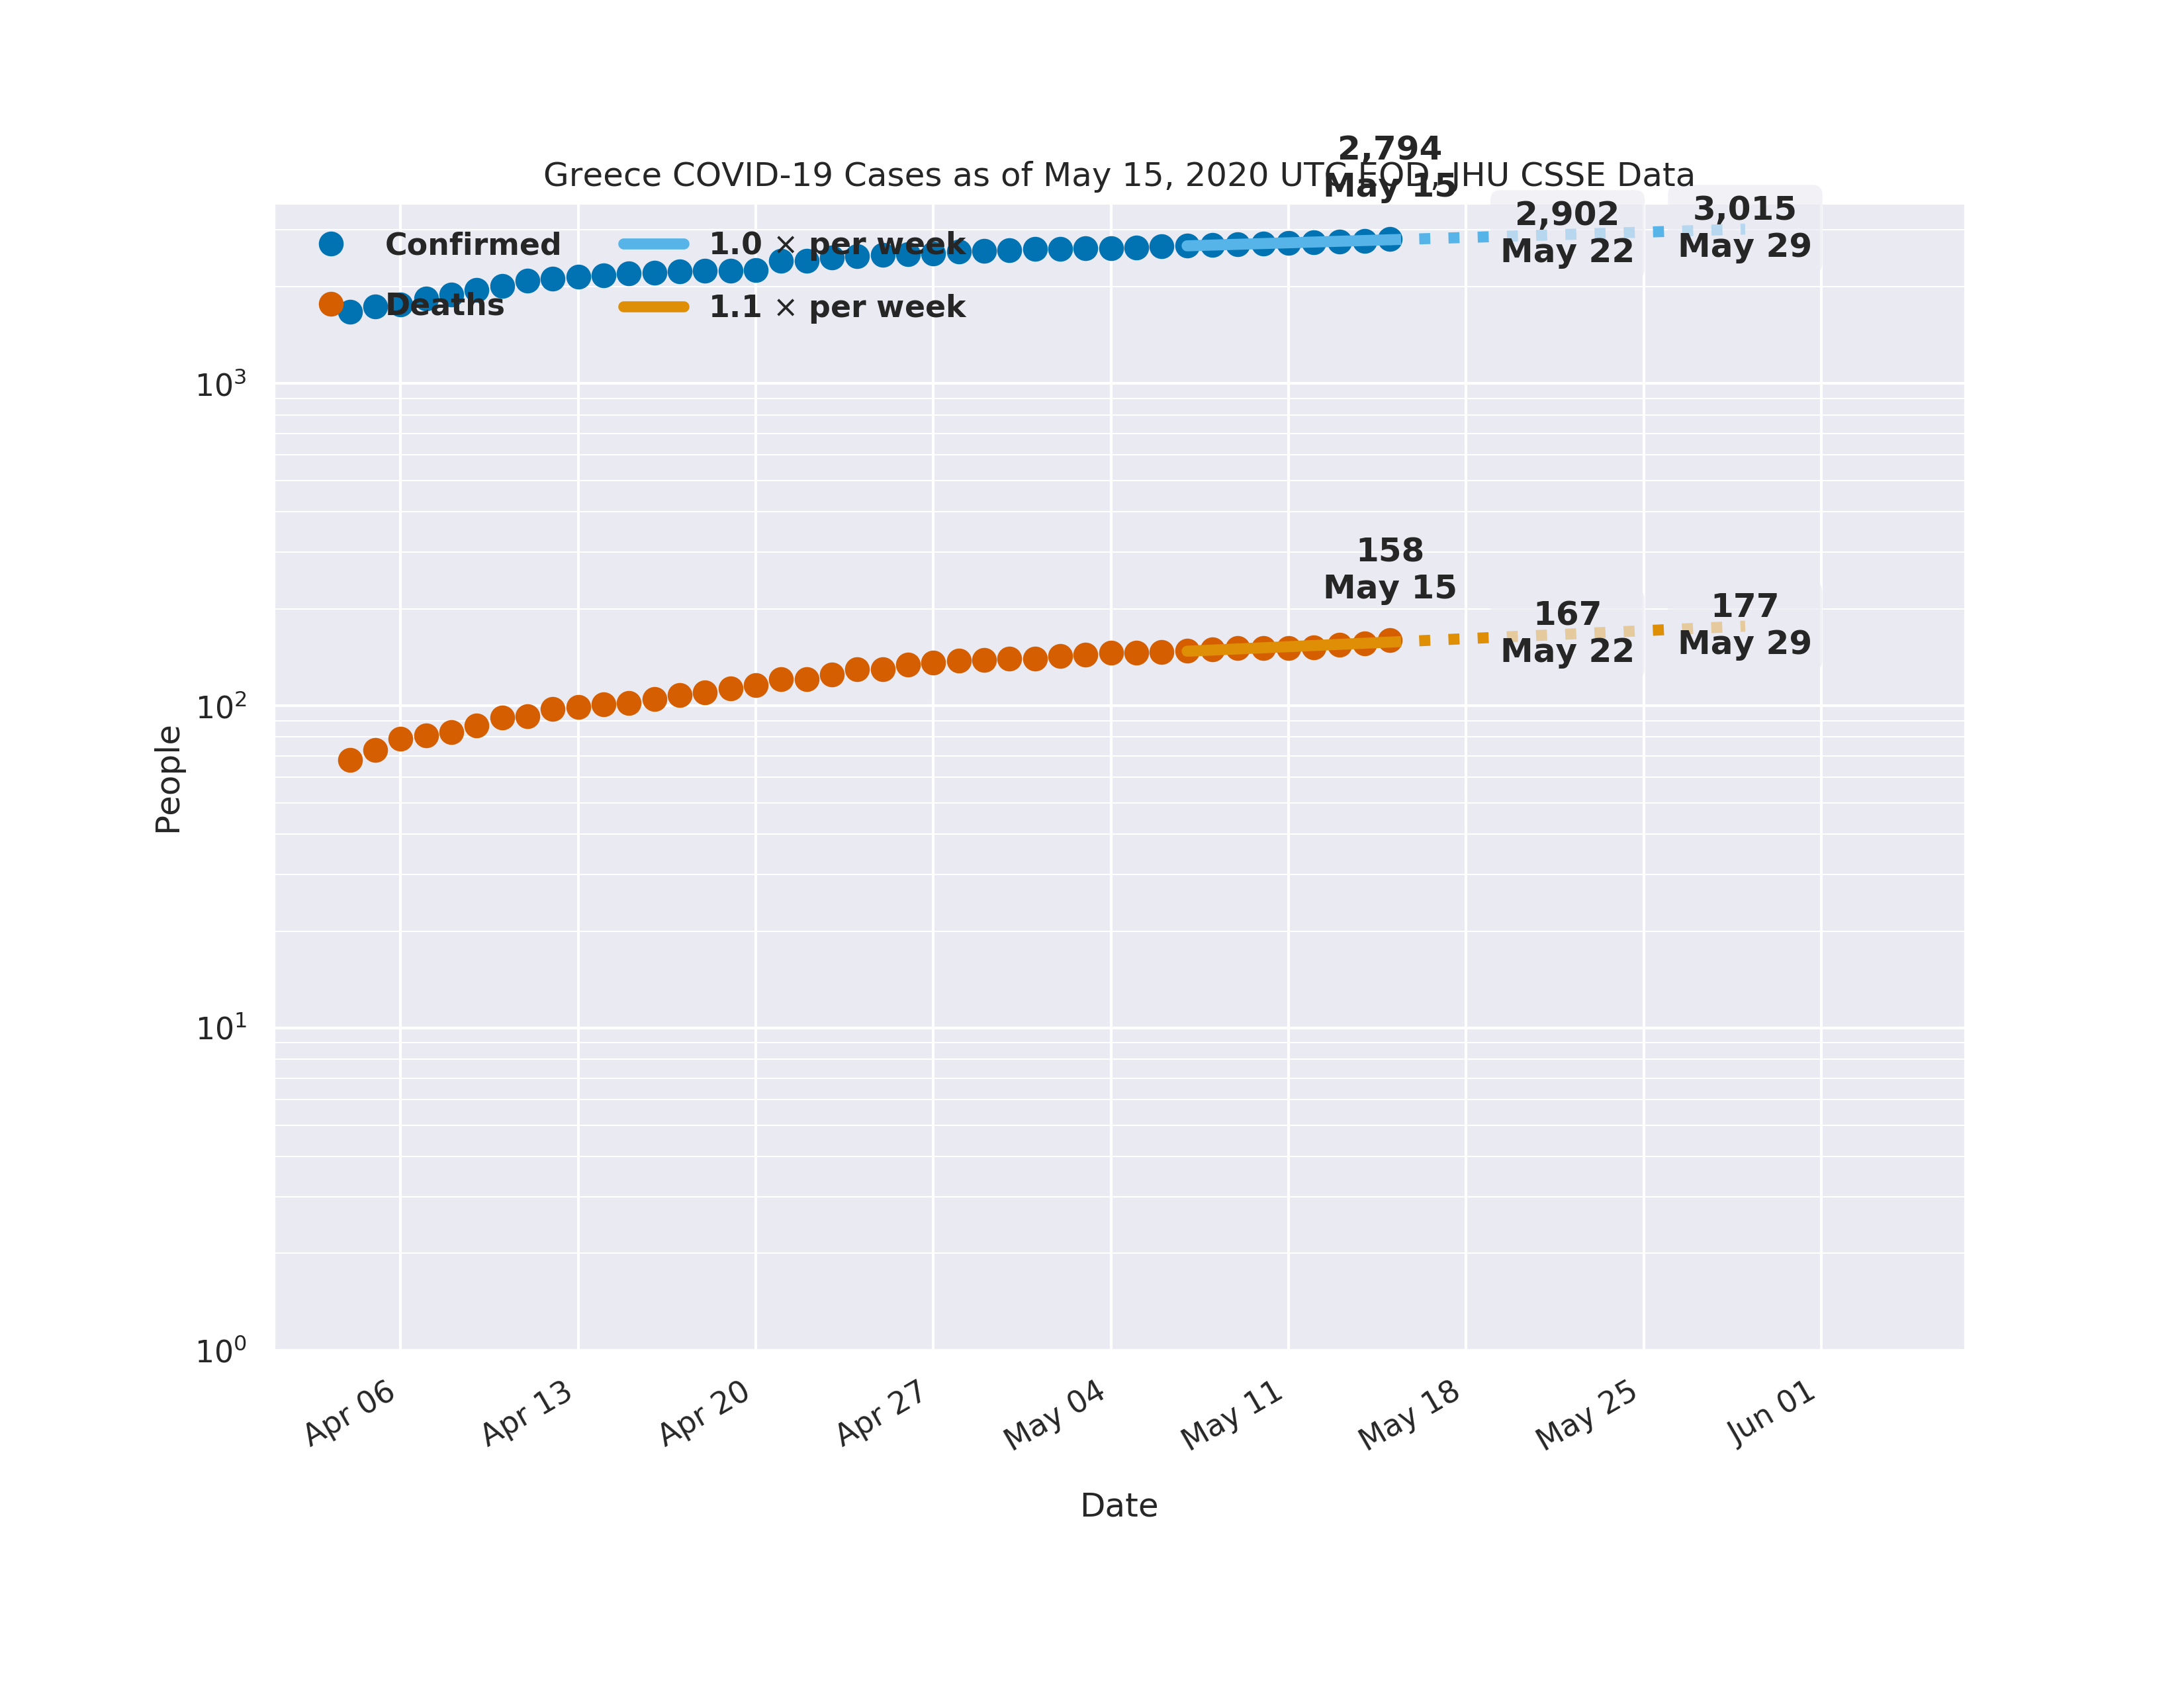 2,794
May 15
Greece COVID-19 Cases as of May 15, 2020 UTC EOD, JHU CSSE Data
2,902
May 22
3,015
May 29
Confirmed
Deaths
1.0 × per week
1.1 × per week
10³
158
May 15
167
May 22
177
May 29
10²
People
10¹
10⁰
Apr 06
Apr 13
Apr 20
Apr 27
May 04
May 11
May 18
May 25
Jun 01
Date